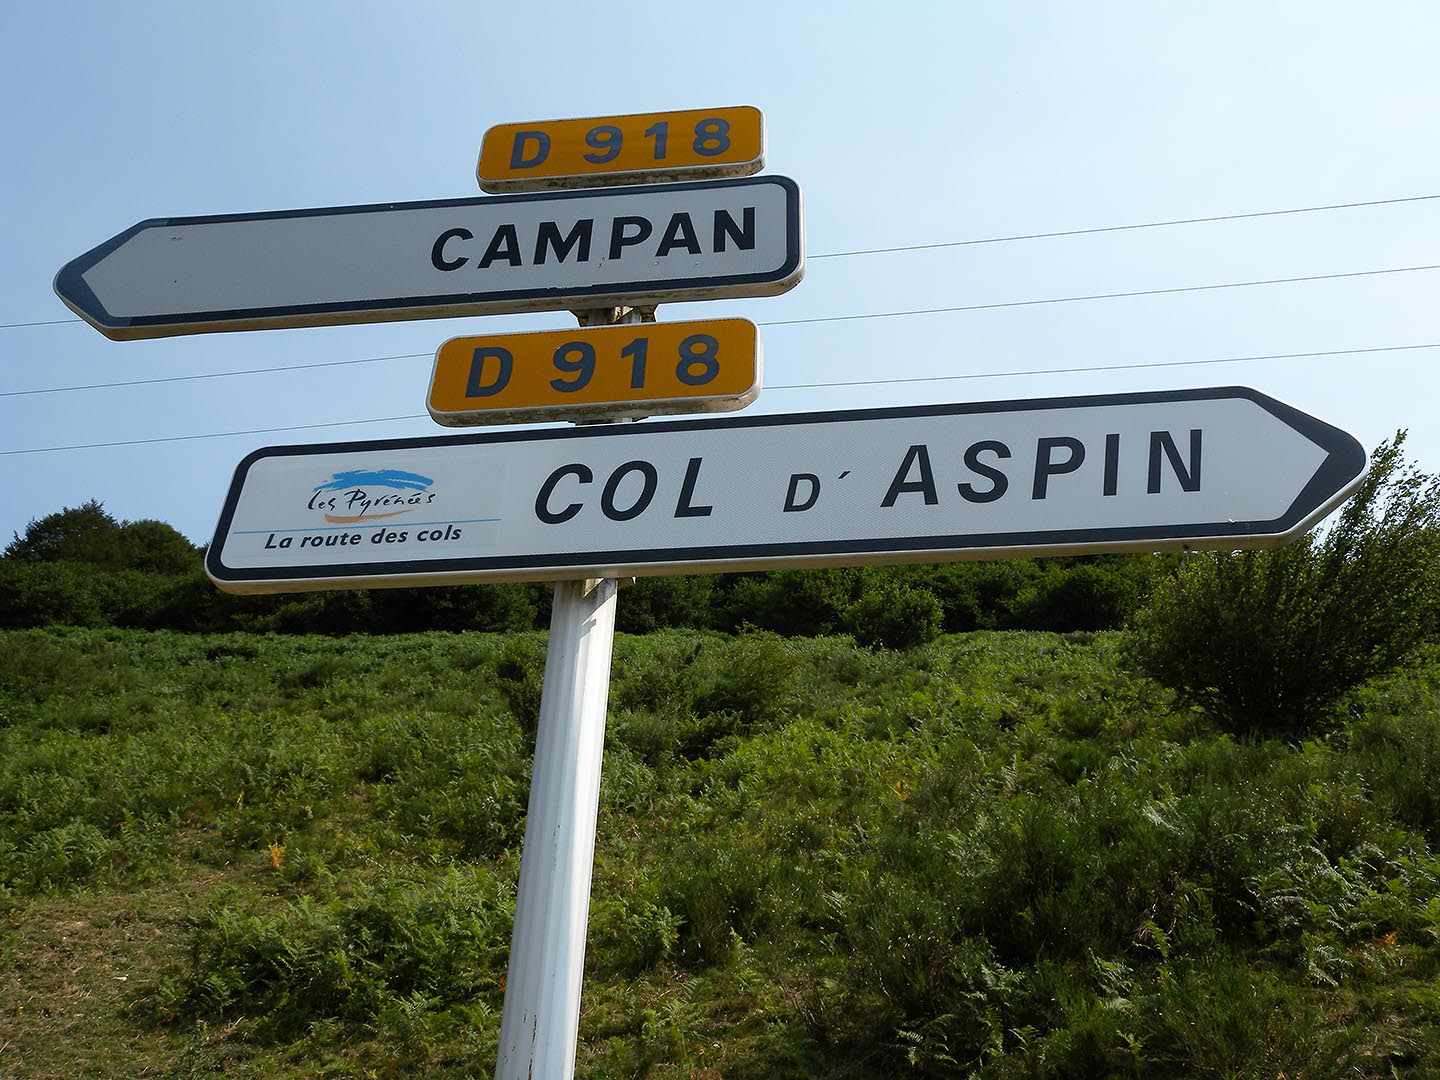 D 918
CAMPAN
D 918
COL D'ASPIN
Les Pyrénées
La route des cols